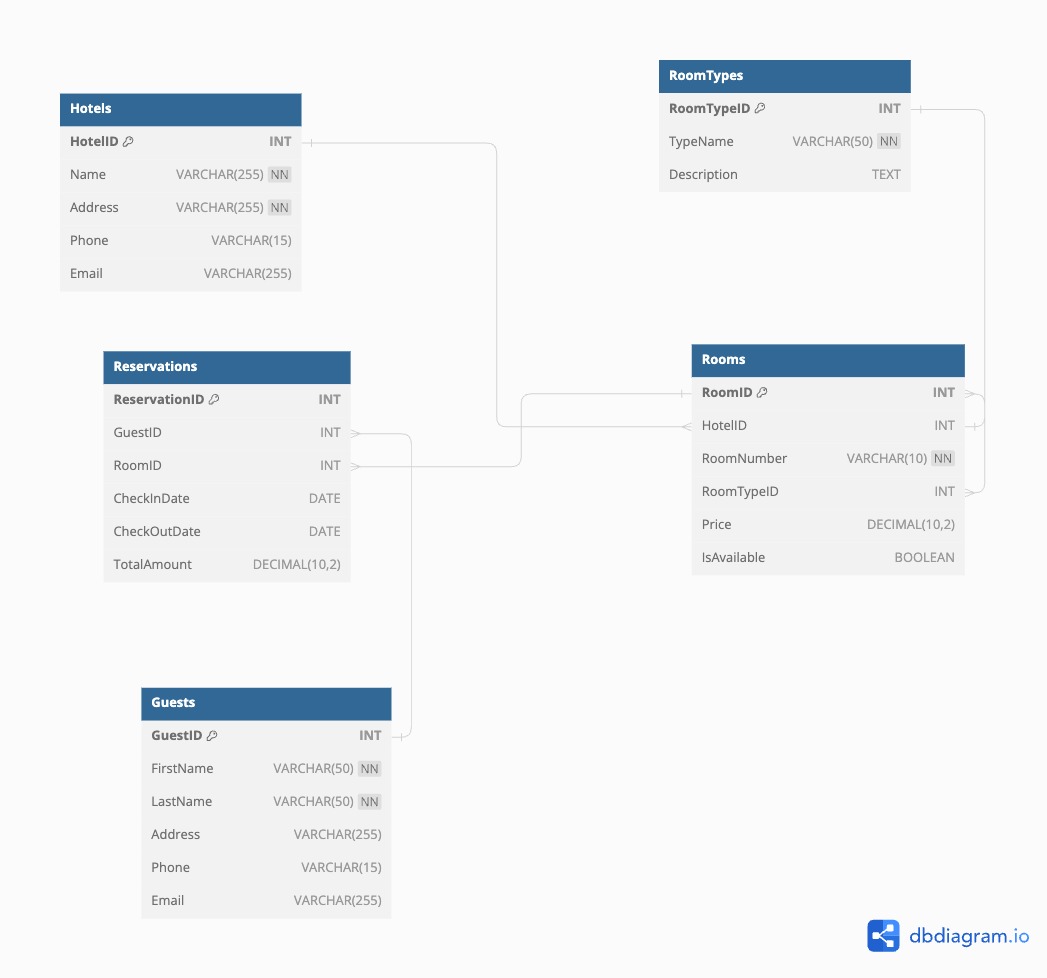 Hotels
HotelID INT
Name VARCHAR(255) NN
Address VARCHAR(255) NN
Phone VARCHAR(15)
Email VARCHAR(255)
RoomTypes
RoomTypeID INT
TypeName VARCHAR(50) NN
Description TEXT
Reservations
ReservationID INT
GuestID INT
RoomID INT
CheckInDate DATE
CheckOutDate DATE
TotalAmount DECIMAL(10,2)
Rooms
RoomID INT
HotelID INT
RoomNumber VARCHAR(10) NN
RoomTypeID INT
Price DECIMAL(10,2)
IsAvailable BOOLEAN
Guests
GuestID INT
FirstName VARCHAR(50) NN
LastName VARCHAR(50) NN
Address VARCHAR(255)
Phone VARCHAR(15)
Email VARCHAR(255)
dbdiagram.io